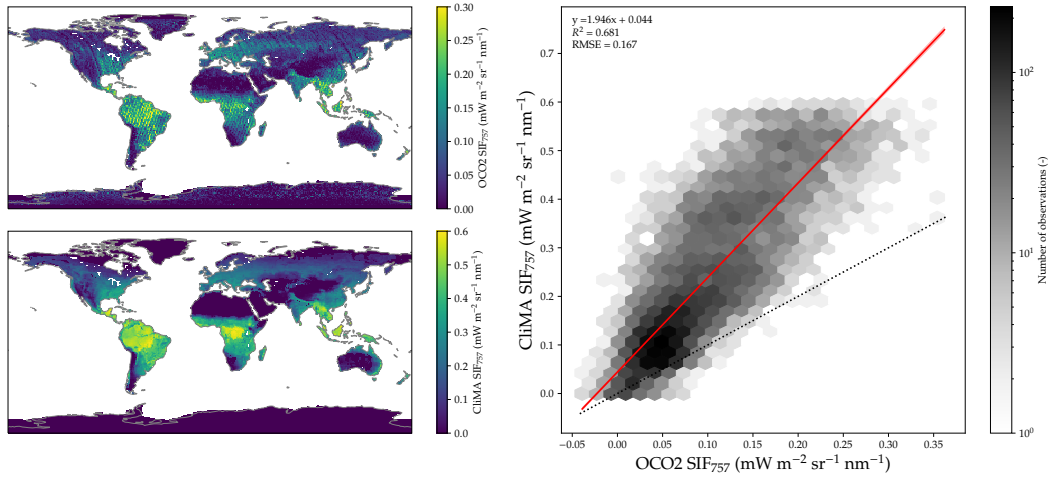 0.30
0.25
0.20
0.15
0.10
0.05
0.00
OCO2 SIF₇₅₇ (mW m⁻² sr⁻¹ nm⁻¹)
0.6
0.5
0.4
0.3
0.2
0.1
0.0
CliMA SIF₇₅₇ (mW m⁻² sr⁻¹ nm⁻¹)
y =1.946x + 0.044
R² = 0.681
RMSE = 0.167
0.7
0.6
0.5
0.4
0.3
0.2
0.1
0.0
CliMA SIF₇₅₇ (mW m⁻² sr⁻¹ nm⁻¹)
−0.05 0.00 0.05 0.10 0.15 0.20 0.25 0.30 0.35
OCO2 SIF₇₅₇ (mW m⁻² sr⁻¹ nm⁻¹)
10²
10¹
10⁰
Number of observations (-)